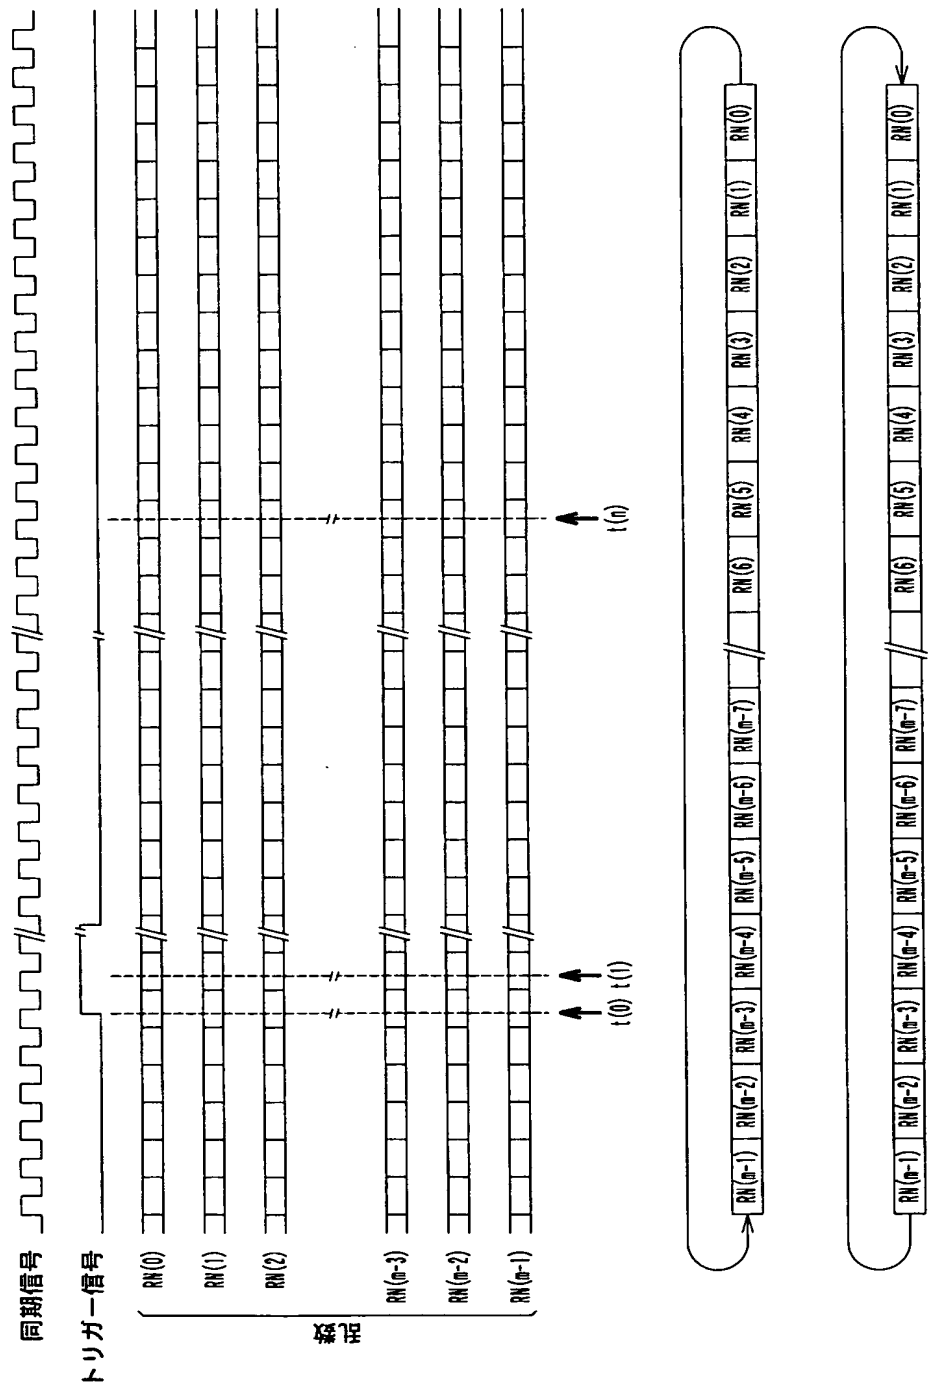 同期信号
トリガー信号
乱数
RN(0)
RN(1)
RN(2)
RN(m-3)
RN(m-2)
RN(m-1)
t(0) t(1) t(n)
RN(m-1) RN(m-2) RN(m-3) RN(m-4) RN(m-5) RN(m-6) RN(m-7) RN(6) RN(5) RN(4) RN(3) RN(2) RN(1) RN(0)
RN(m-1) RN(m-2) RN(m-3) RN(m-4) RN(m-5) RN(m-6) RN(m-7) RN(6) RN(5) RN(4) RN(3) RN(2) RN(1) RN(0)